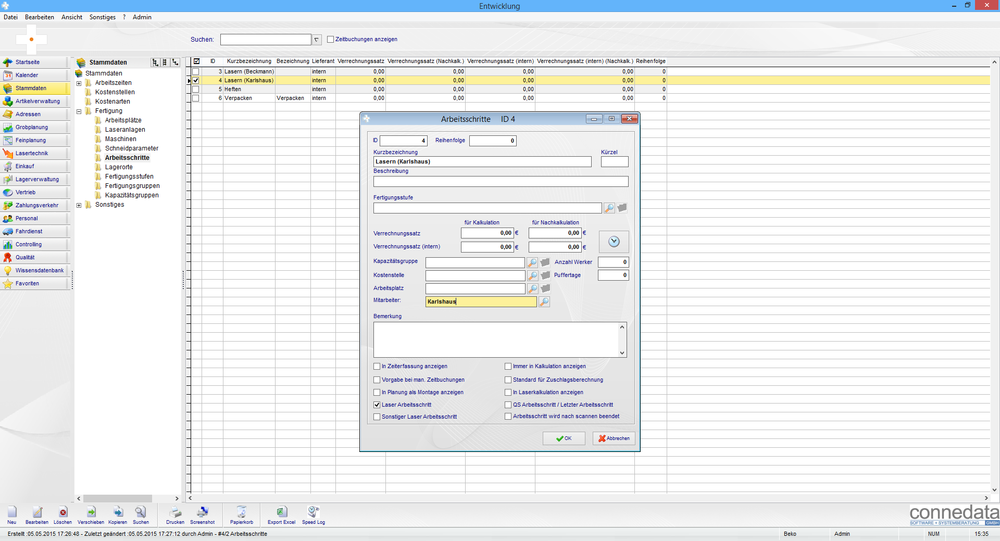 Entwicklung
Datei Bearbeiten Ansicht Sonstiges ? Admin
Suchen: Zeitbuchungen anzeigen
Startseite
Kalender
31
Stammdaten
Artikelverwaltung
Adressen
Grobplanung
Feinplanung
Lasertechnik
Einkauf
Lagerverwaltung
Vertrieb
Zahlungsverkehr
Personal
Fahrdienst
Controlling
Qualität
Wissensdatenbank
Favoriten
Stammdaten
Stammdaten
Arbeitszeiten
Kostenstellen
Kostenarten
Fertigung
Arbeitsplätze
Laseranlagen
Maschinen
Schneidparameter
Arbeitsschritte
Lagerorte
Fertigungsstufen
Fertigungsgruppen
Kapazitätsgruppen
Sonstiges
ID Kurzbezeichnung Bezeichnung Lieferant Verrechnungssatz Verrechnungssatz (Nachkalk.) Verrechnungssatz (intern) Verrechnungssatz (intern) (Nachkalk.) Reihenfolge
3 Lasern (Beckmann) intern 0,00 0,00 0,00 0,00 0
4 Lasern (Karlshaus) intern 0,00 0,00 0,00 0,00 0
5 Heften intern 0,00 0,00 0,00 0,00 0
6 Verpacken Verpacken intern 0,00 0,00 0,00 0,00 0
Arbeitsschritte ID 4
ID 4 Reihenfolge 0
Kurzbezeichnung Kürzel
Lasern (Karlshaus)
Beschreibung
Fertigungsstufe
für Kalkulation für Nachkalkulation
Verrechnungssatz 0,00 € 0,00 €
Verrechnungssatz (intern) 0,00 € 0,00 €
Kapazitätsgruppe Anzahl Werker 0
Kostenstelle Puffertage 0
Arbeitsplatz
Mitarbeiter: Karlshaus
Bemerkung
In Zeiterfassung anzeigen Immer in Kalkulation anzeigen
Vorgabe bei man. Zeitbuchungen Standard für Zuschlagsberechnung
In Planung als Montage anzeigen In Laserkalkulation anzeigen
Laser Arbeitsschritt QS Arbeitsschritt / Letzter Arbeitsschritt
Sonstiger Laser Arbeitsschritt Arbeitsschritt wird nach scannen beendet
OK Abbrechen
Neu Bearbeiten Löschen Verschieben Kopieren Suchen Drucken Screenshot Papierkorb Export Excel Speed Log
connedata
SOFTWARE + SYSTEMBERATUNG GMBH
Erstellt :05.05.2015 17:26:48 - Zuletzt geändert :05.05.2015 17:27:12 durch Admin - #4/2 Arbeitsschritte Beko Admin NUM 15:35